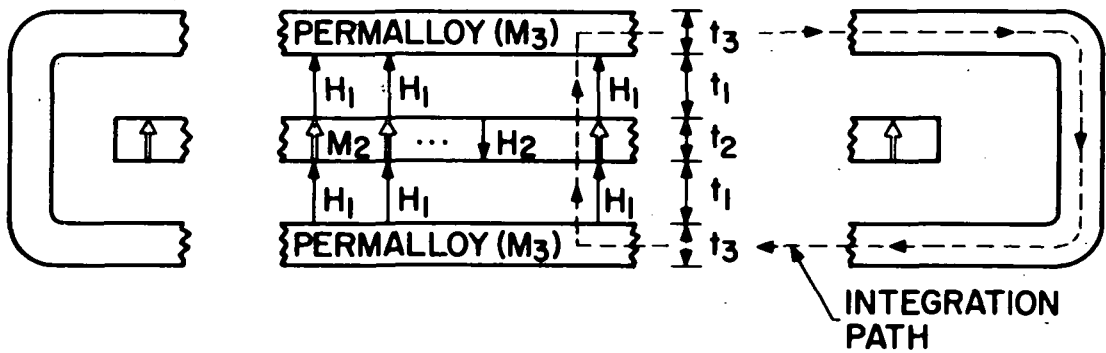 PERMALLOY (M3)
t3
H1 H1 H1
t1
M2 ... H2
t2
H1 H1 H1
t1
PERMALLOY (M3)
t3
INTEGRATION
PATH